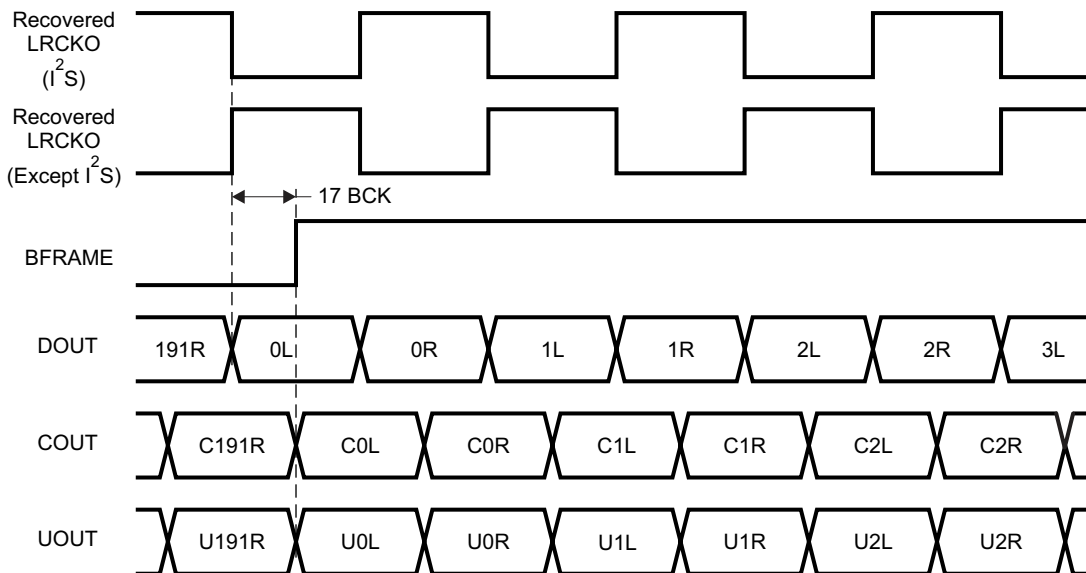 Recovered
LRCKO
(I²S)
Recovered
LRCKO
(Except I²S)
17 BCK
BFRAME
DOUT
191R 0L 0R 1L 1R 2L 2R 3L
COUT
C191R C0L C0R C1L C1R C2L C2R
UOUT
U191R U0L U0R U1L U1R U2L U2R